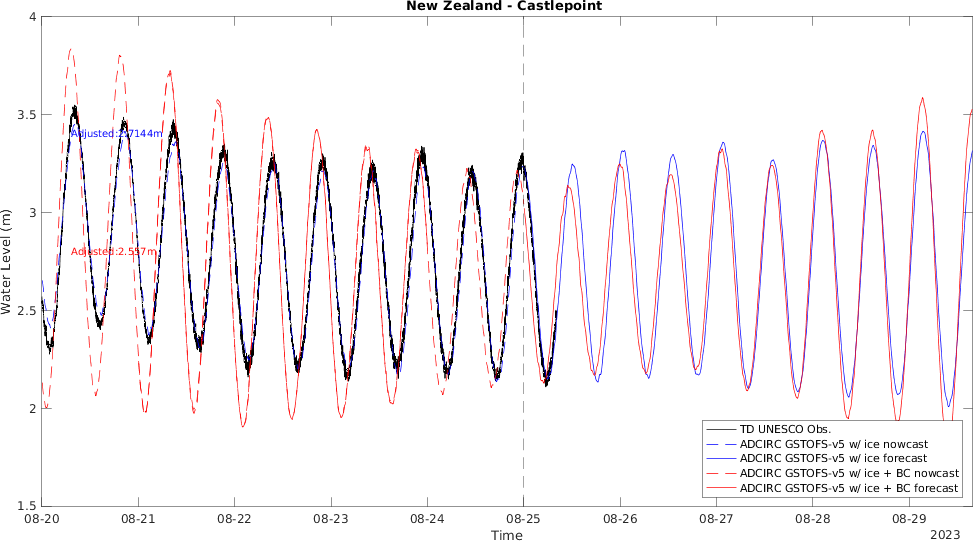 New Zealand - Castlepoint
4
3.5
3
2.5
2
1.5
Water Level (m)
Adjusted:2.7144m
Adjusted:2.557m
TD UNESCO Obs.
ADCIRC GSTOFS-v5 w/ ice nowcast
ADCIRC GSTOFS-v5 w/ ice forecast
ADCIRC GSTOFS-v5 w/ ice + BC nowcast
ADCIRC GSTOFS-v5 w/ ice + BC forecast
08-20 08-21 08-22 08-23 08-24 08-25 08-26 08-27 08-28 08-29
Time
2023